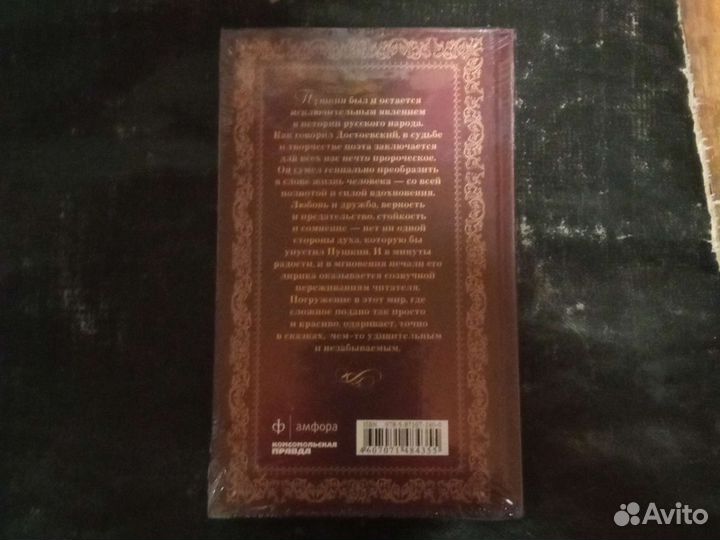 Пушкин был и остается
исключительным явлением
в истории русского народа.
Как говорил Достоевский, в судьбе
и творчестве поэта заключается
для всех нас нечто пророческое.
Он сумел гениально преобразить
в слове жизнь человека — со всей
полнотой и силой вдохновения.
Любовь и дружба, верность
и предательство, стойкость
и сомнение — нет ни одной
стороны духа, которую бы
упустил Пушкин. И в минуты
радости, и в мгновения печали его
лирика оказывается созвучной
переживаниям читателя.
Погружение в этот мир, где
сложное подано так просто
и красиво, одаривает, точно
в сказках, чем-то удивительным
и незабываемым.
ф амфора
КОМСОМОЛЬСКАЯ
ПРАВДА
ISBN
4607071484355
Avito